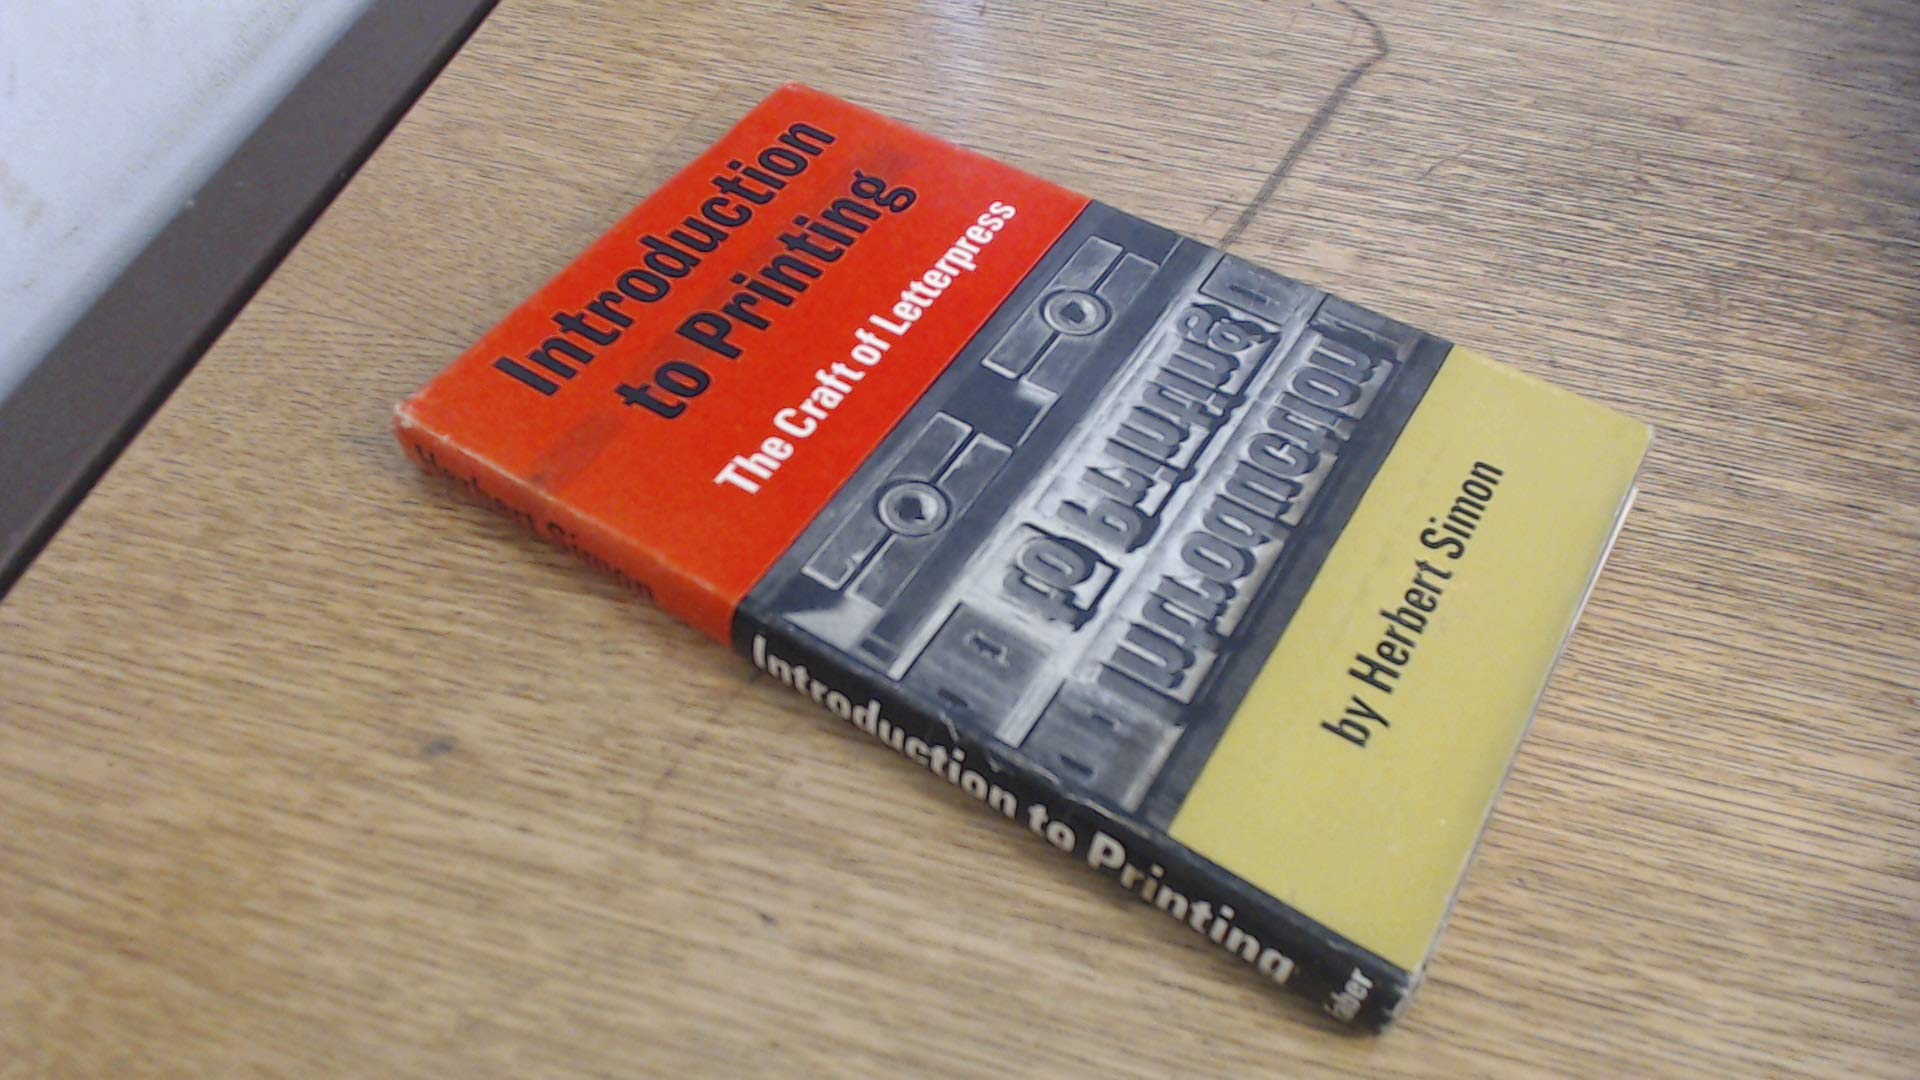 Introduction
to Printing
The Craft of Letterpress
by Herbert Simon
Herbert Simon
Introduction to Printing
Faber